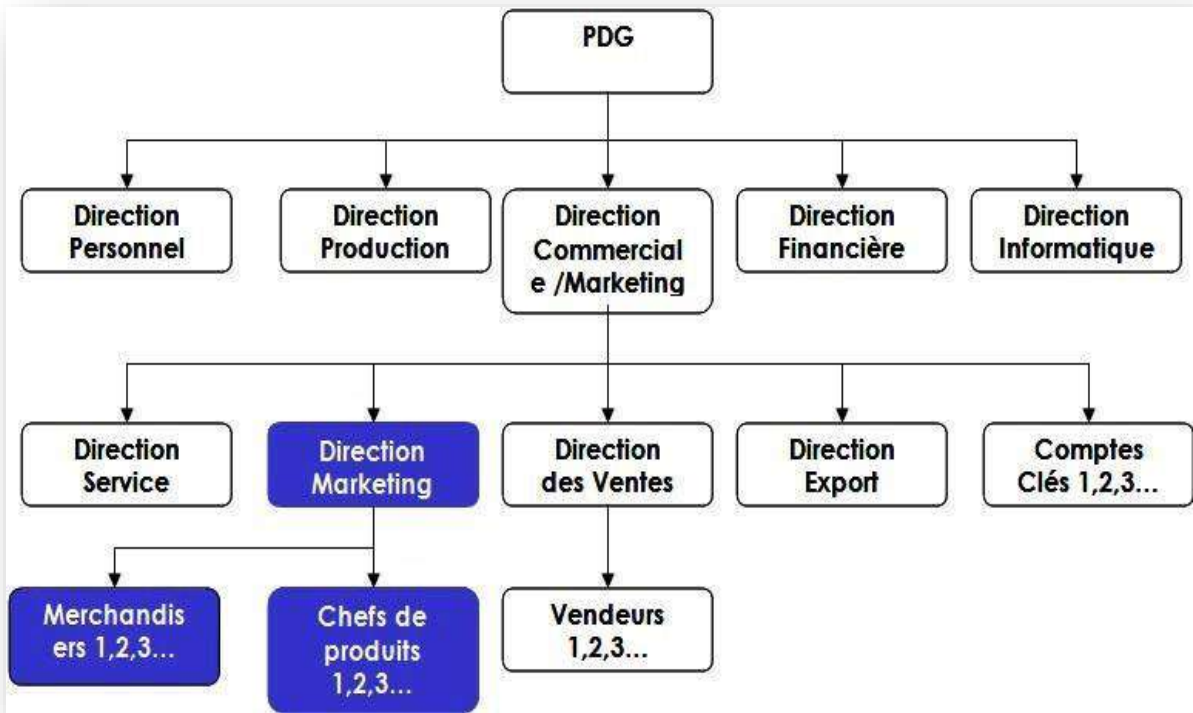 PDG
Direction
Personnel
Direction
Production
Direction
Commercial
e /Marketing
Direction
Financière
Direction
Informatique
Direction
Service
Direction
Marketing
Direction
des Ventes
Direction
Export
Comptes
Clés 1,2,3...
Merchandis
ers 1,2,3...
Chefs de
produits
1,2,3...
Vendeurs
1,2,3...